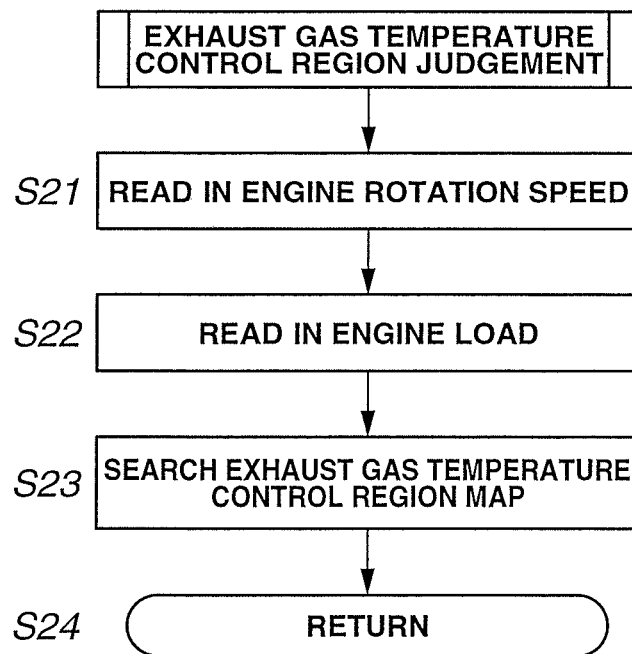 EXHAUST GAS TEMPERATURE
CONTROL REGION JUDGEMENT
S21 READ IN ENGINE ROTATION SPEED
S22 READ IN ENGINE LOAD
S23 SEARCH EXHAUST GAS TEMPERATURE
CONTROL REGION MAP
S24 RETURN